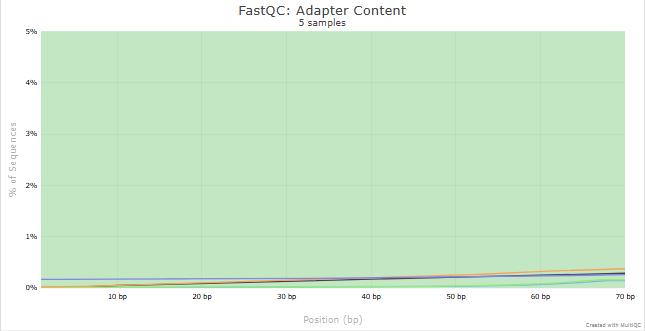 FastQC: Adapter Content
5 samples
5%
4%
3%
2%
1%
0%
% of Sequences
10 bp
20 bp
30 bp
40 bp
50 bp
60 bp
70 bp
Position (bp)
Created with MultiQC